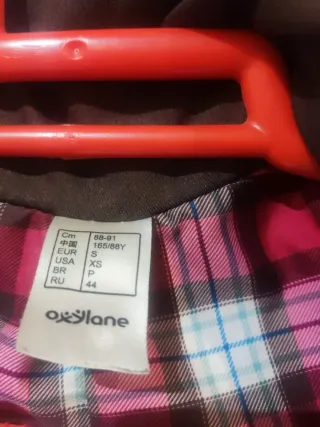 Cm 88-91
中国 165/88Y
EUR S
USA XS
BR P
RU 44
oxylane